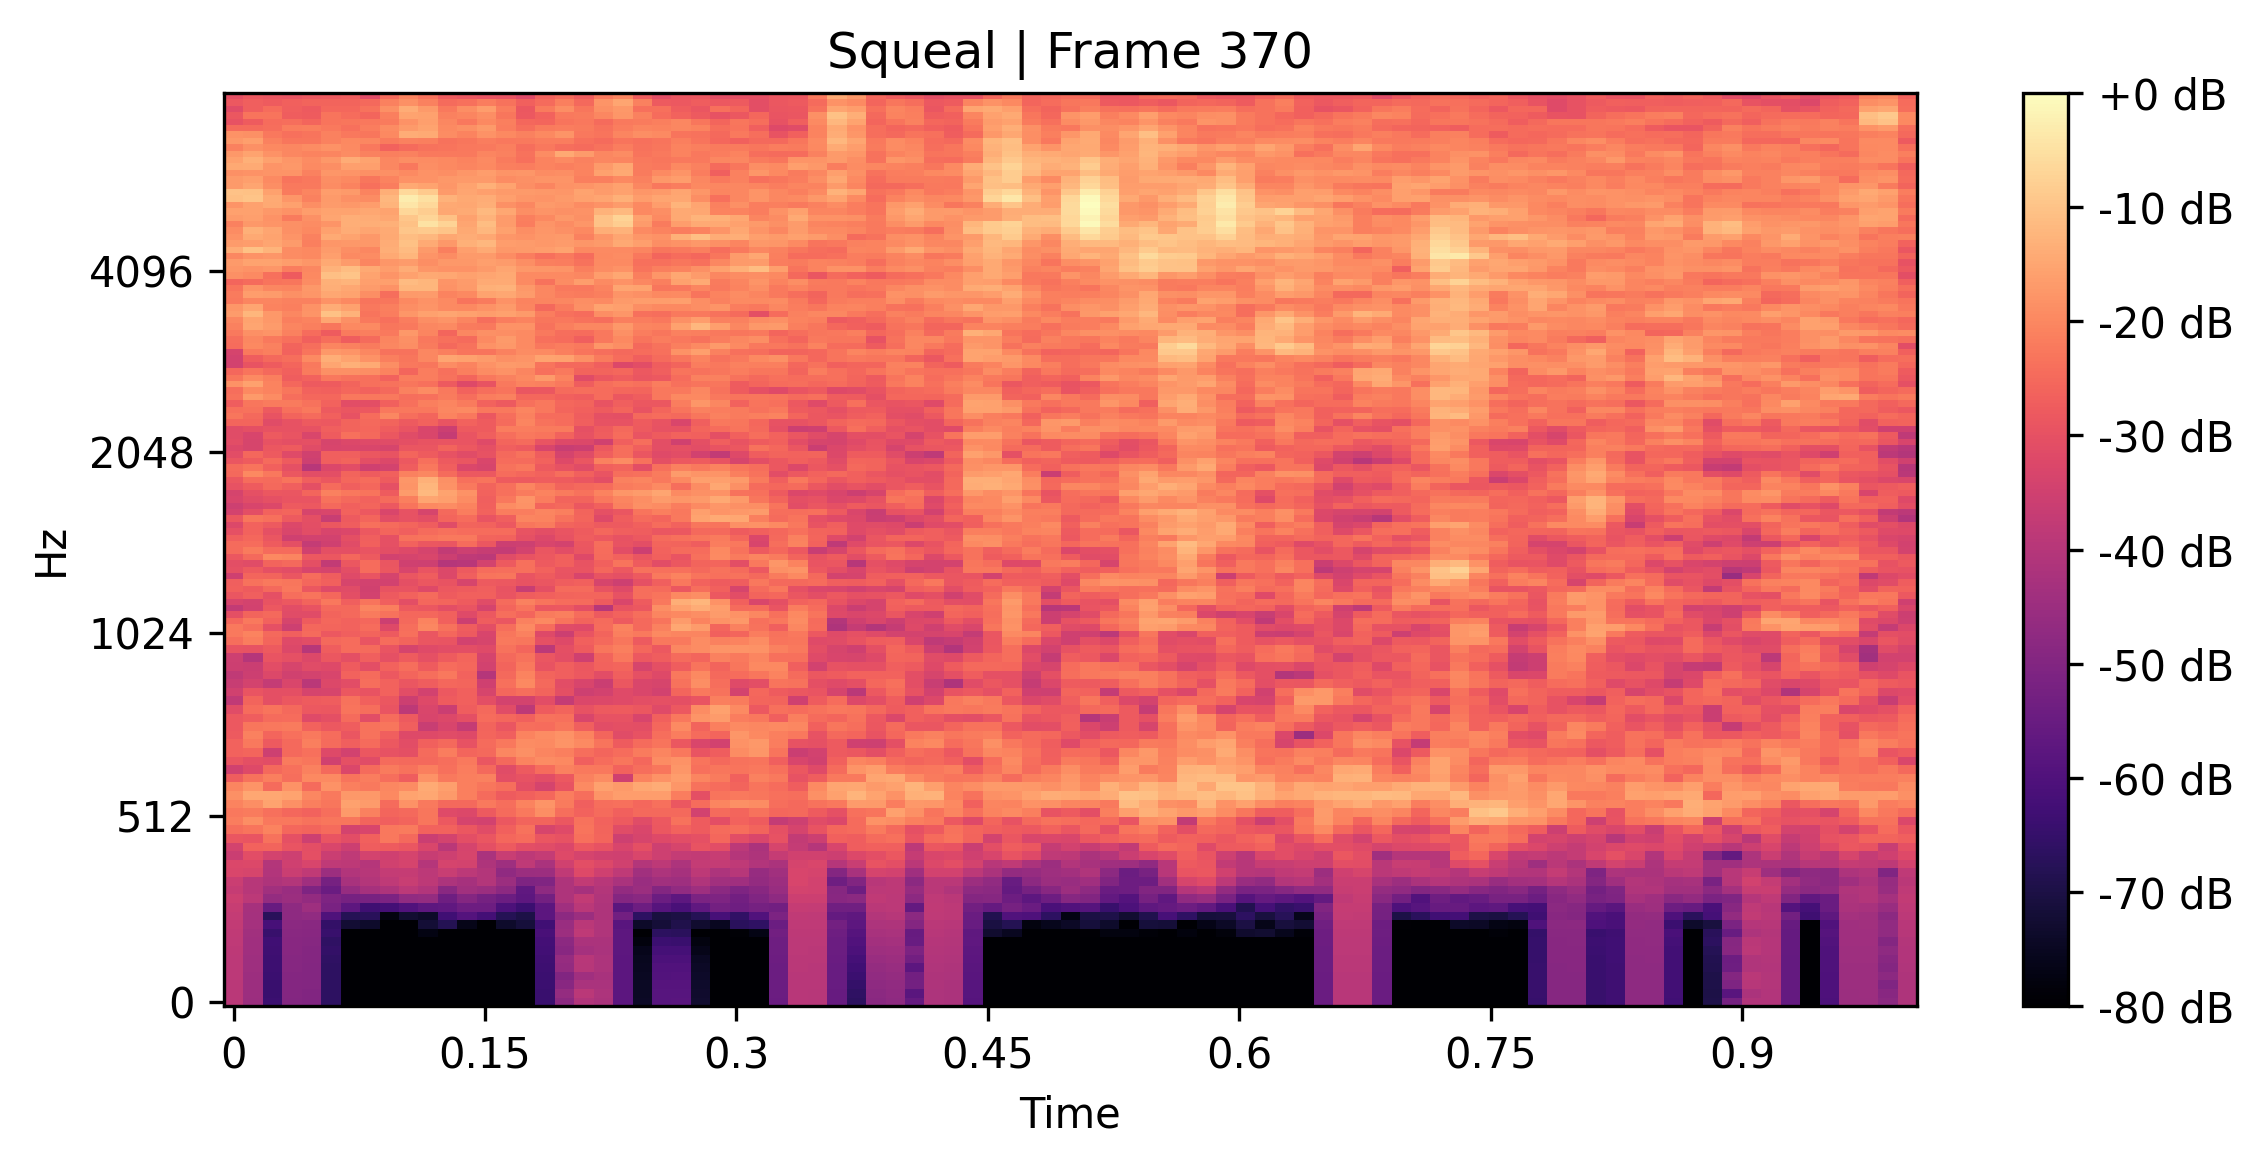 Squeal | Frame 370
+0 dB
-10 dB
-20 dB
-30 dB
-40 dB
-50 dB
-60 dB
-70 dB
-80 dB
Hz
4096
2048
1024
512
0
0 0.15 0.3 0.45 0.6 0.75 0.9
Time